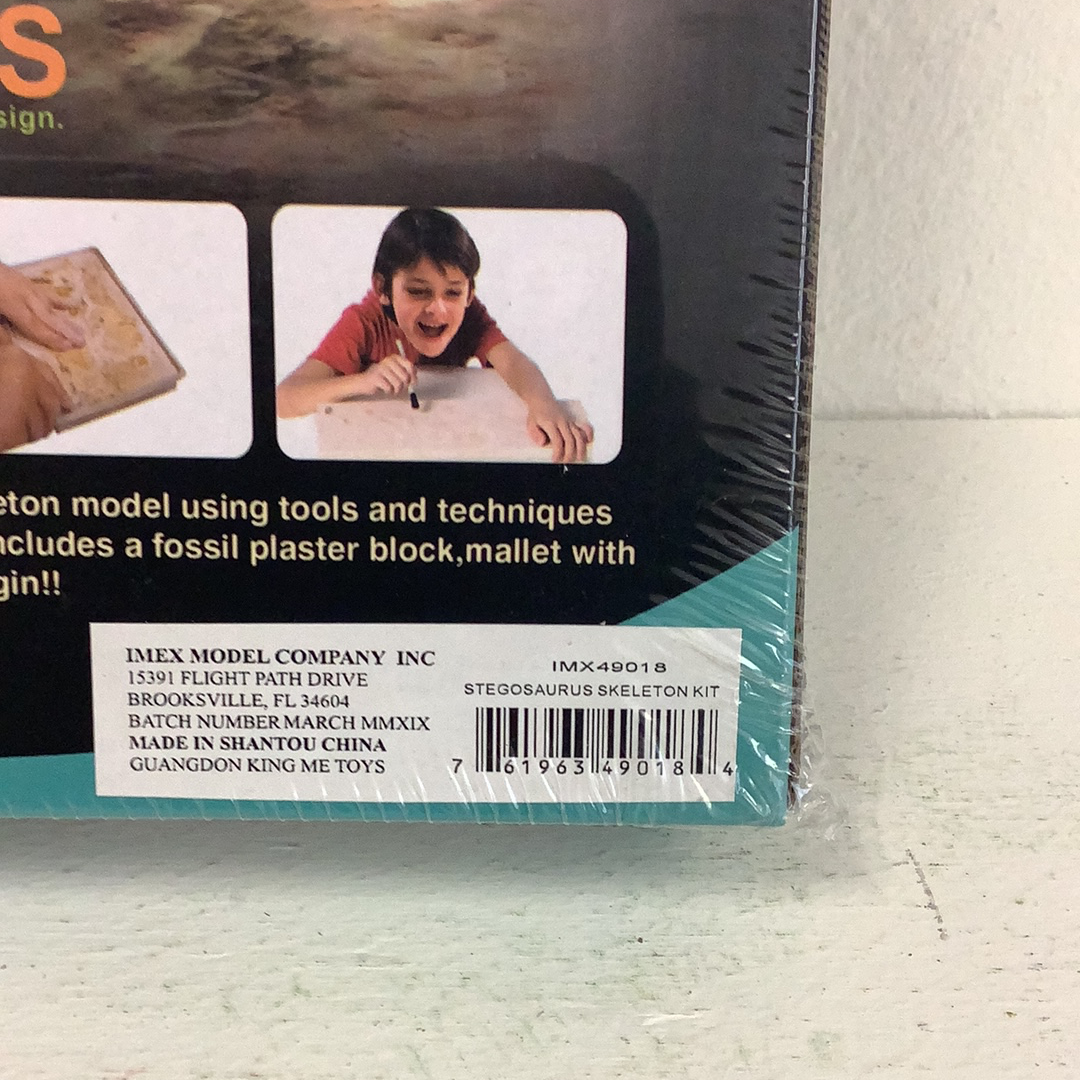 S
sign.
eton model using tools and techniques
ncludes a fossil plaster block,mallet with
gin!!
IMEX MODEL COMPANY INC
15391 FLIGHT PATH DRIVE
BROOKSVILLE, FL 34604
BATCH NUMBER MARCH MMXIX
MADE IN SHANTOU CHINA
GUANGDON KING ME TOYS
IMX49018
STEGOSAURUS SKELETON KIT
7 61963 49018 4